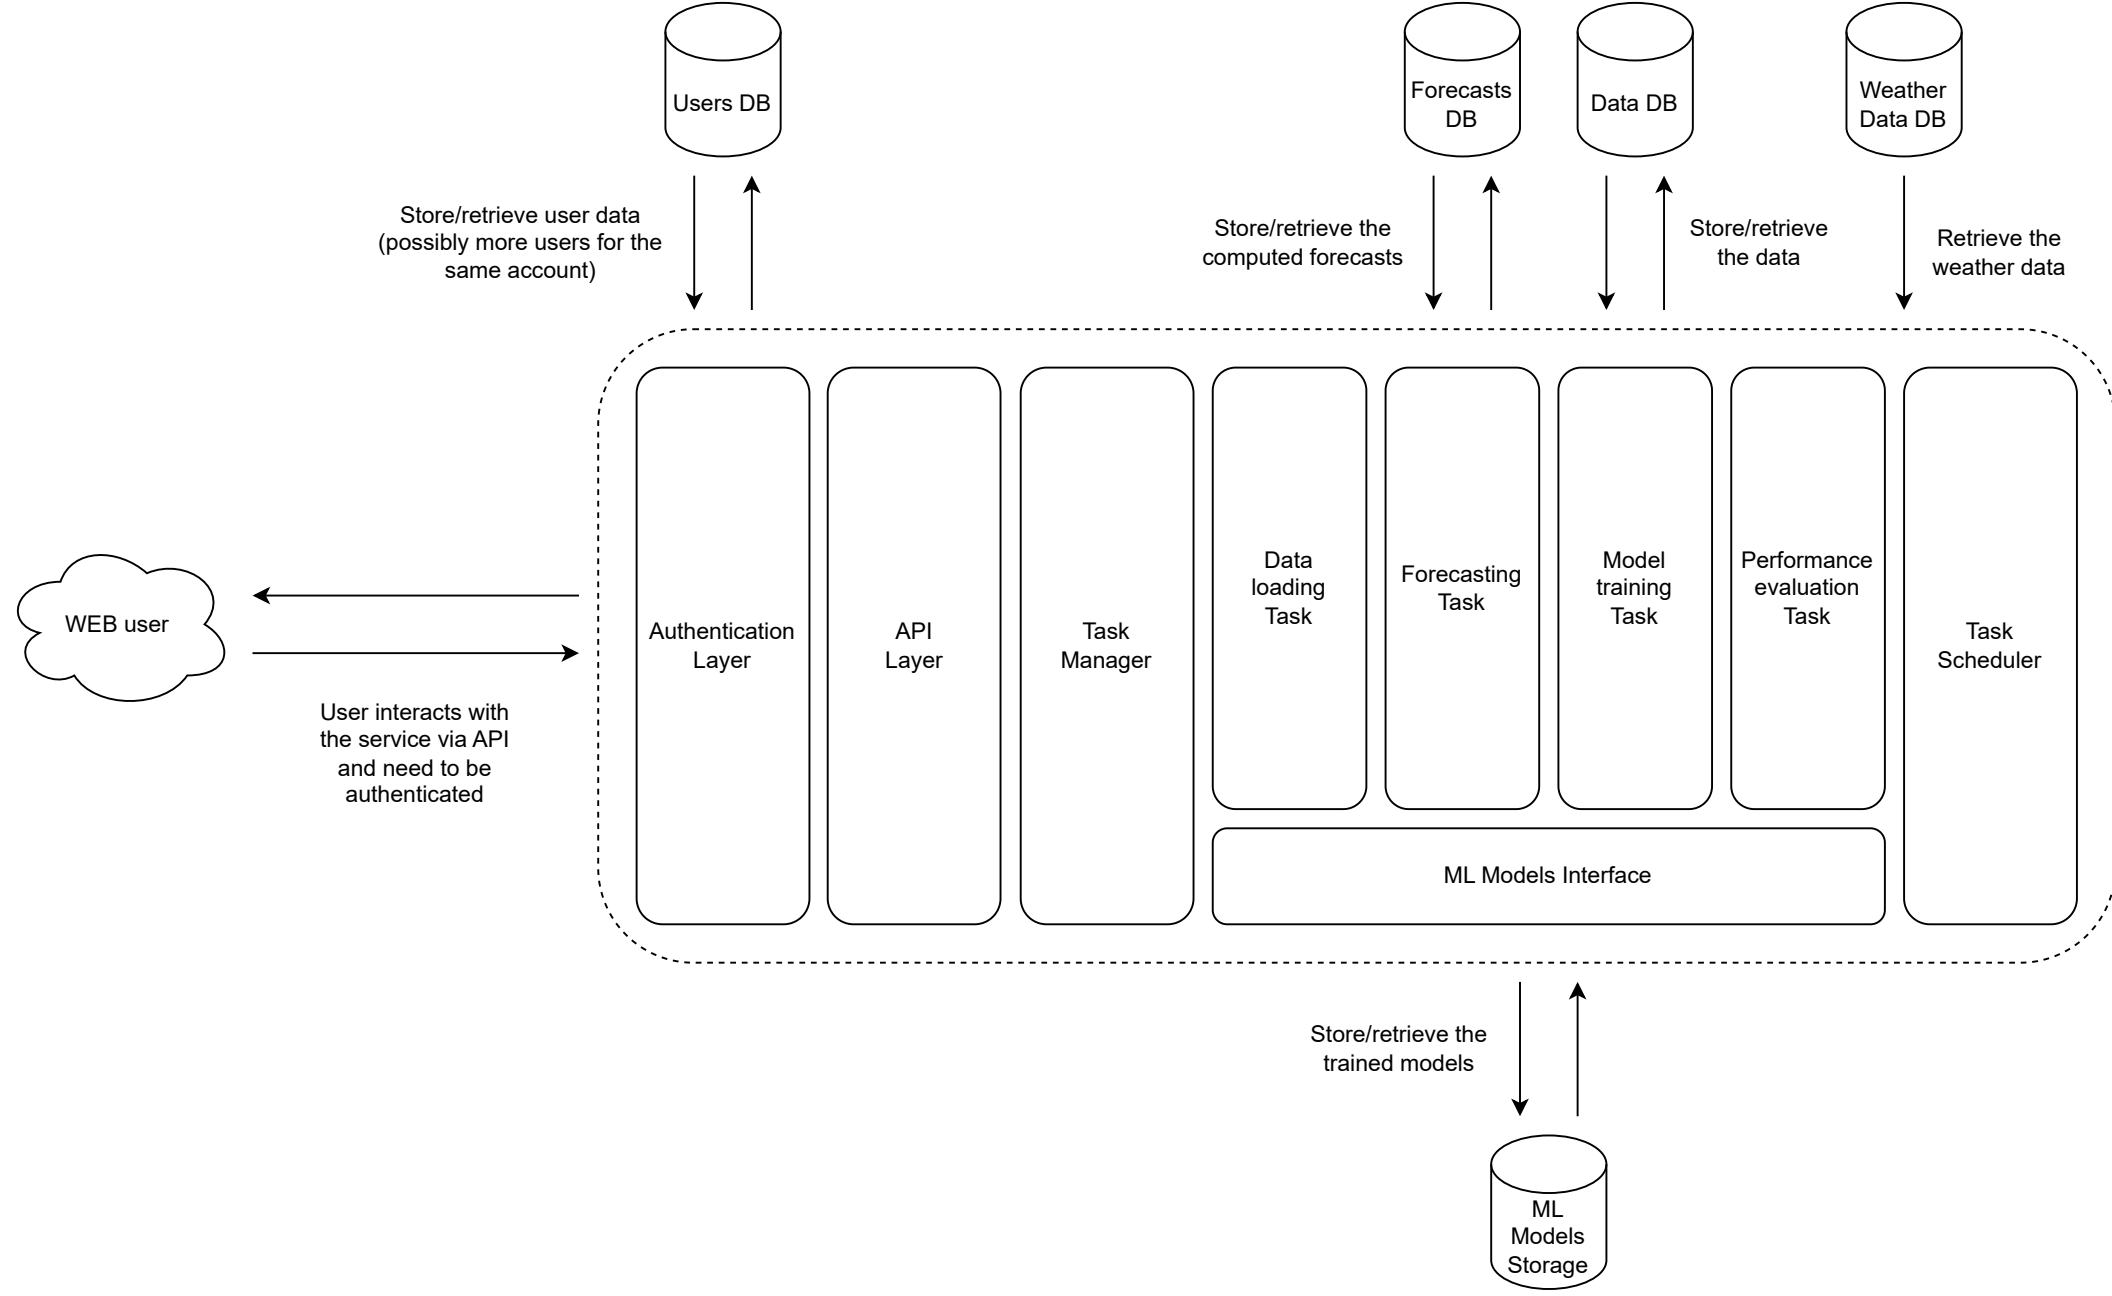 Users DB
Forecasts
DB
Data DB
Weather
Data DB
Store/retrieve user data
(possibly more users for the
same account)
Store/retrieve the
computed forecasts
Store/retrieve
the data
Retrieve the
weather data
WEB user
User interacts with
the service via API
and need to be
authenticated
Authentication
Layer
API
Layer
Task
Manager
Data
loading
Task
Forecasting
Task
Model
training
Task
Performance
evaluation
Task
Task
Scheduler
ML Models Interface
Store/retrieve the
trained models
ML
Models
Storage